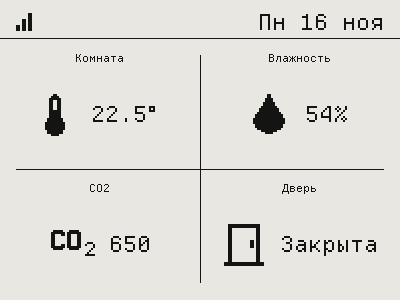 Пн 16 ноя
Комната
Влажность
22.5°
54%
CO2
Дверь
CO₂ 650
Закрыта